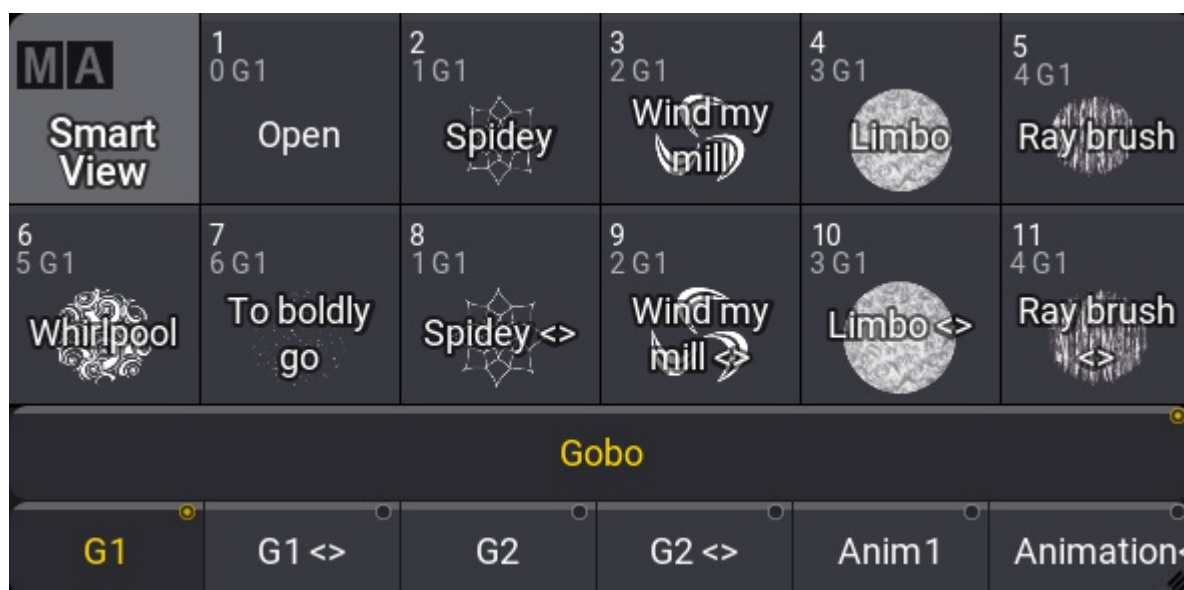 MA
Smart
View
1
0 G1
Open
2
1 G1
Spidey
3
2 G1
Wind my
mill
4
3 G1
Limbo
5
4 G1
Ray brush
6
5 G1
Whirlpool
7
6 G1
To boldly
go
8
1 G1
Spidey <>
9
2 G1
Wind my
mill <>
10
3 G1
Limbo <>
11
4 G1
Ray brush
<>
Gobo
G1
G1 <>
G2
G2 <>
Anim1
Animation<